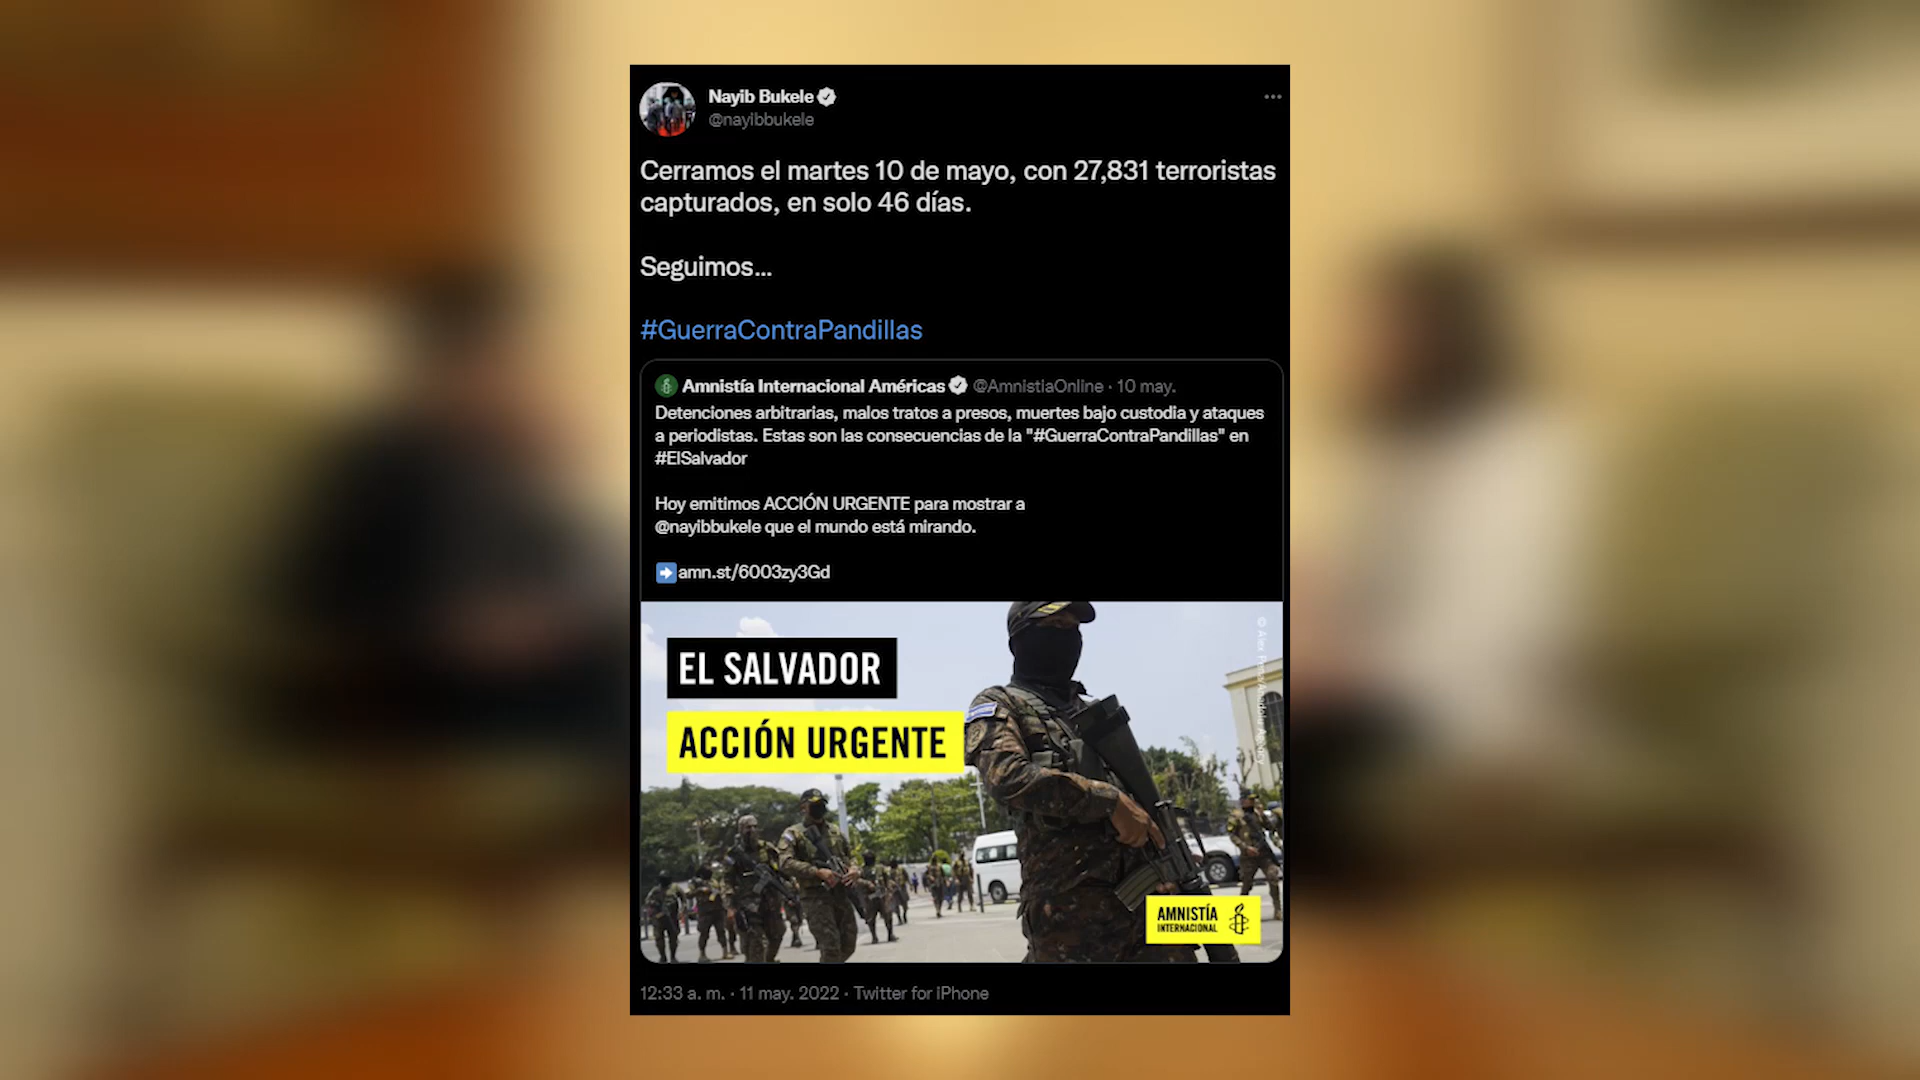 Nayib Bukele
@nayibbukele
Cerramos el martes 10 de mayo, con 27,831 terroristas
capturados, en solo 46 días.
Seguimos...
#GuerraContraPandillas
Amnistía Internacional Américas @AmnistiaOnline · 10 may.
Detenciones arbitrarias, malos tratos a presos, muertes bajo custodia y ataques
a periodistas. Estas son las consecuencias de la "#GuerraContraPandillas" en
#ElSalvador
Hoy emitimos ACCIÓN URGENTE para mostrar a
@nayibbukele que el mundo está mirando.
amn.st/6003zy3Gd
EL SALVADOR
ACCIÓN URGENTE
AMNISTÍA
INTERNACIONAL
12:33 a. m. · 11 may. 2022 · Twitter for iPhone